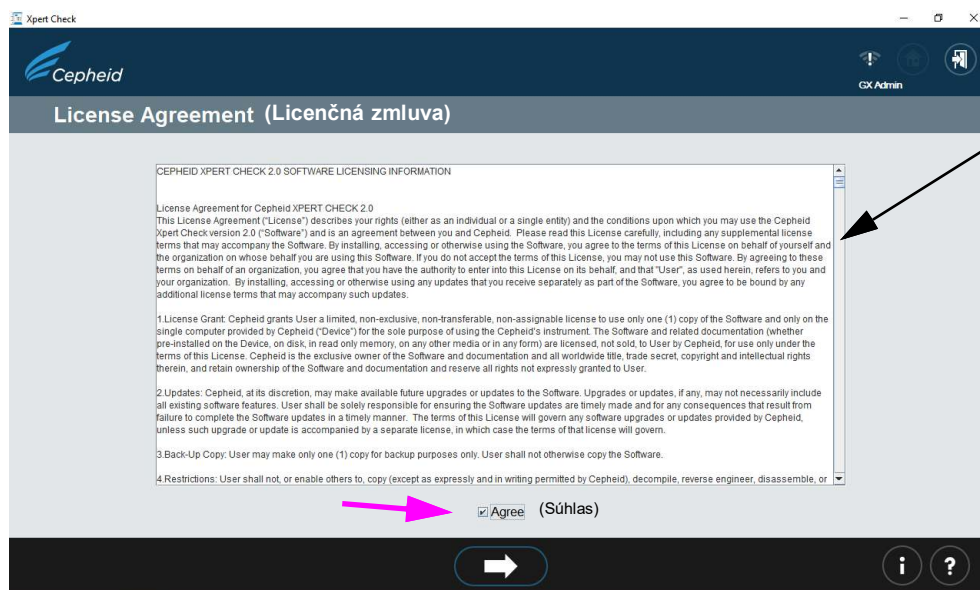 Xpert Check
Cepheid
GX Admin
License Agreement (Licenčná zmluva)
CEPHEID XPERT CHECK 2.0 SOFTWARE LICENSING INFORMATION
License Agreement for Cepheid XPERT CHECK 2.0
This License Agreement ("License") describes your rights (either as an individual or a single entity) and the conditions upon which you may use the Cepheid
Xpert Check version 2.0 ("Software") and is an agreement between you and Cepheid. Please read this License carefully, including any supplemental license
terms that may accompany the Software. By installing, accessing or otherwise using the Software, you agree to the terms of this License on behalf of yourself and
the organization on whose behalf you are using this Software. If you do not accept the terms of this License, you may not use this Software. By agreeing to these
terms on behalf of an organization, you agree that you have the authority to enter into this License on its behalf, and that "User", as used herein, refers to you and
your organization. By installing, accessing or otherwise using any updates that you receive separately as part of the Software, you agree to be bound by any
additional license terms that may accompany such updates.
1.License Grant: Cepheid grants User a limited, non-exclusive, non-transferable, non-assignable license to use only one (1) copy of the Software and only on the
single computer provided by Cepheid ("Device") for the sole purpose of using the Cepheid's instrument. The Software and related documentation (whether
pre-installed on the Device, on disk, in read only memory, on any other media or in any form) are licensed, not sold, to User by Cepheid, for use only under the
terms of this License. Cepheid is the exclusive owner of the Software and documentation and all worldwide title, trade secret, copyright and intellectual rights
therein, and retain ownership of the Software and documentation and reserve all rights not expressly granted to User.
2.Updates: Cepheid, at its discretion, may make available future upgrades or updates to the Software. Upgrades or updates, if any, may not necessarily include
all existing software features. User shall be solely responsible for ensuring the Software updates are timely made and for any consequences that result from
failure to complete the Software updates in a timely manner. The terms of this License will govern any software upgrades or updates provided by Cepheid,
unless such upgrade or update is accompanied by a separate license, in which case the terms of that license will govern.
3.Back-Up Copy: User may make only one (1) copy for backup purposes only. User shall not otherwise copy the Software.
4.Restrictions: User shall not, or enable others to, copy (except as expressly and in writing permitted by Cepheid), decompile, reverse engineer, disassemble, or
Agree (Súhlas)
i ?